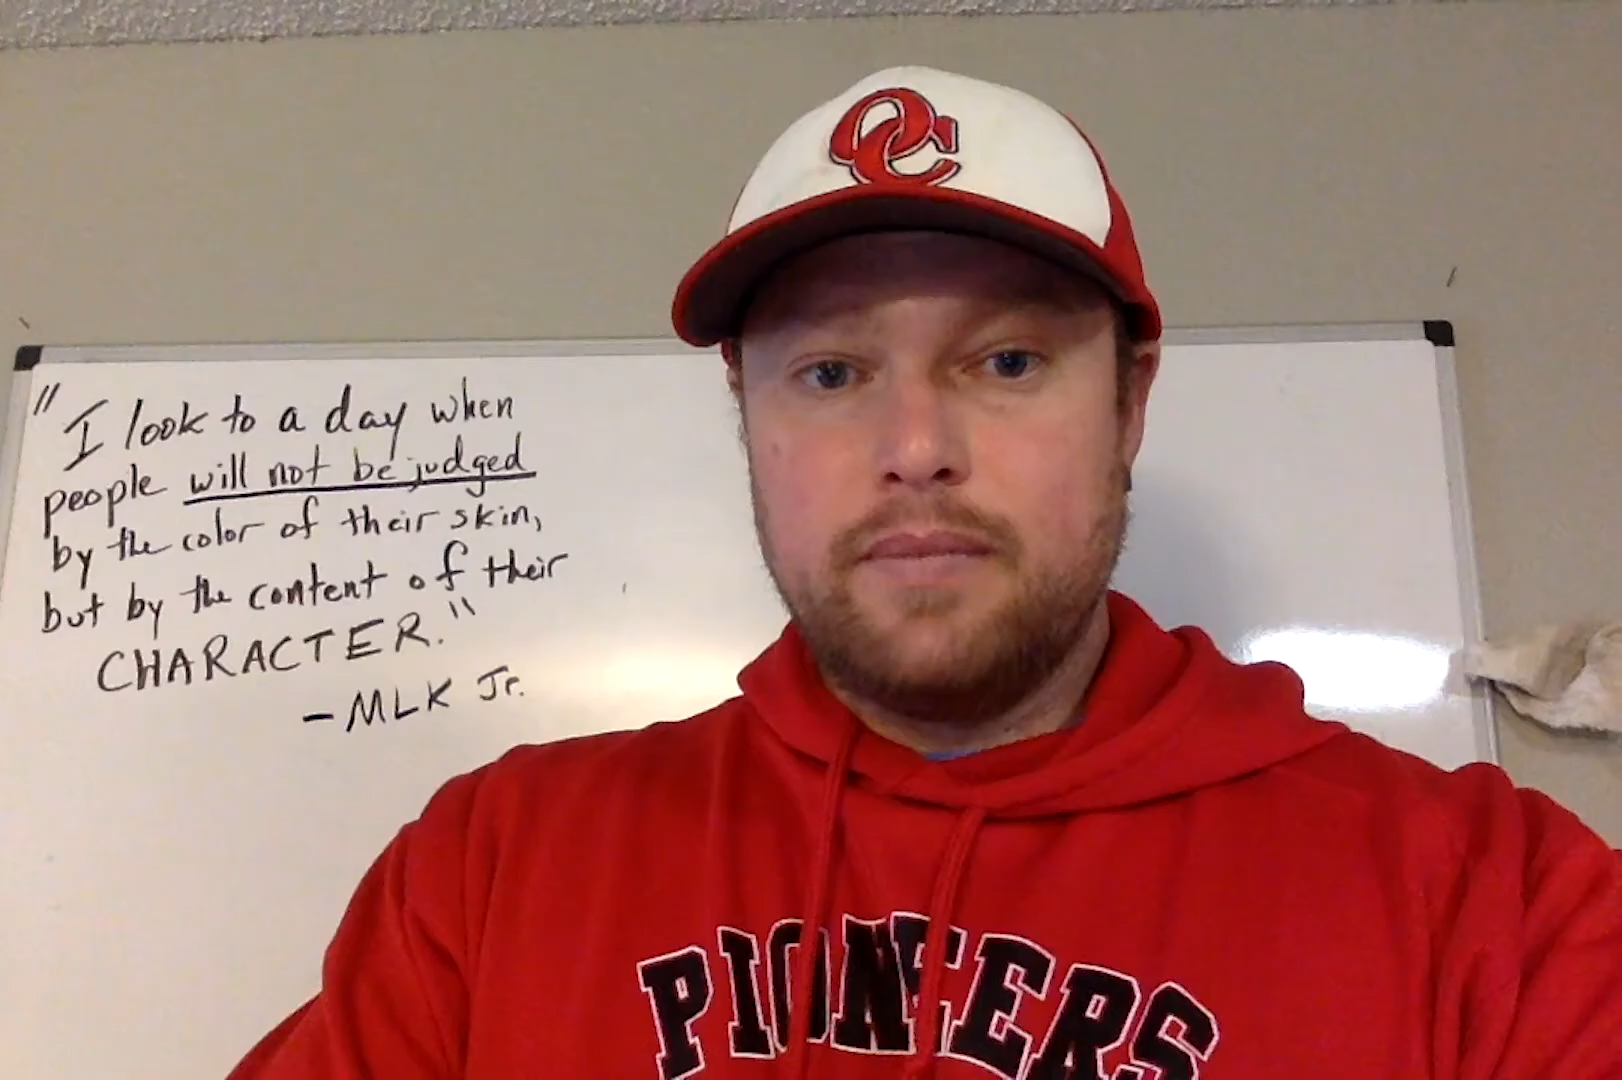 "I look to a day when
people will not be judged
by the color of their skin,
but by the content of their
CHARACTER."
- MLK Jr.
OC
PIONEERS